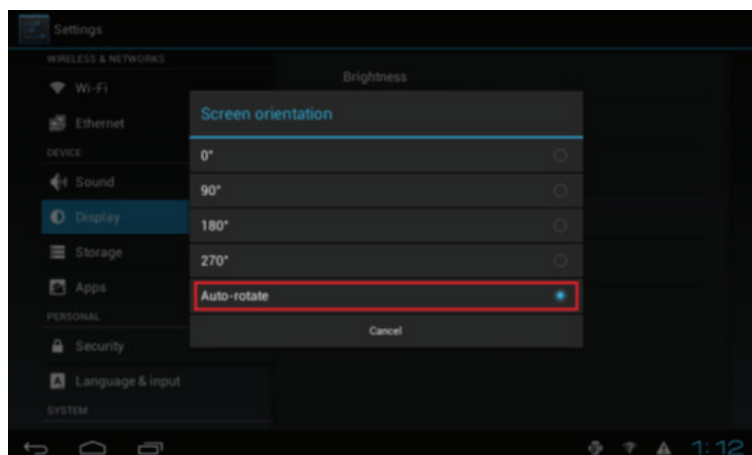 Settings
WIRELESS & NETWORKS
Wi-Fi
Ethernet
DEVICE
Sound
Display
Storage
Apps
PERSONAL
Security
Language & input
SYSTEM
Brightness
Screen orientation
0°
90°
180°
270°
Auto-rotate
Cancel
1:12